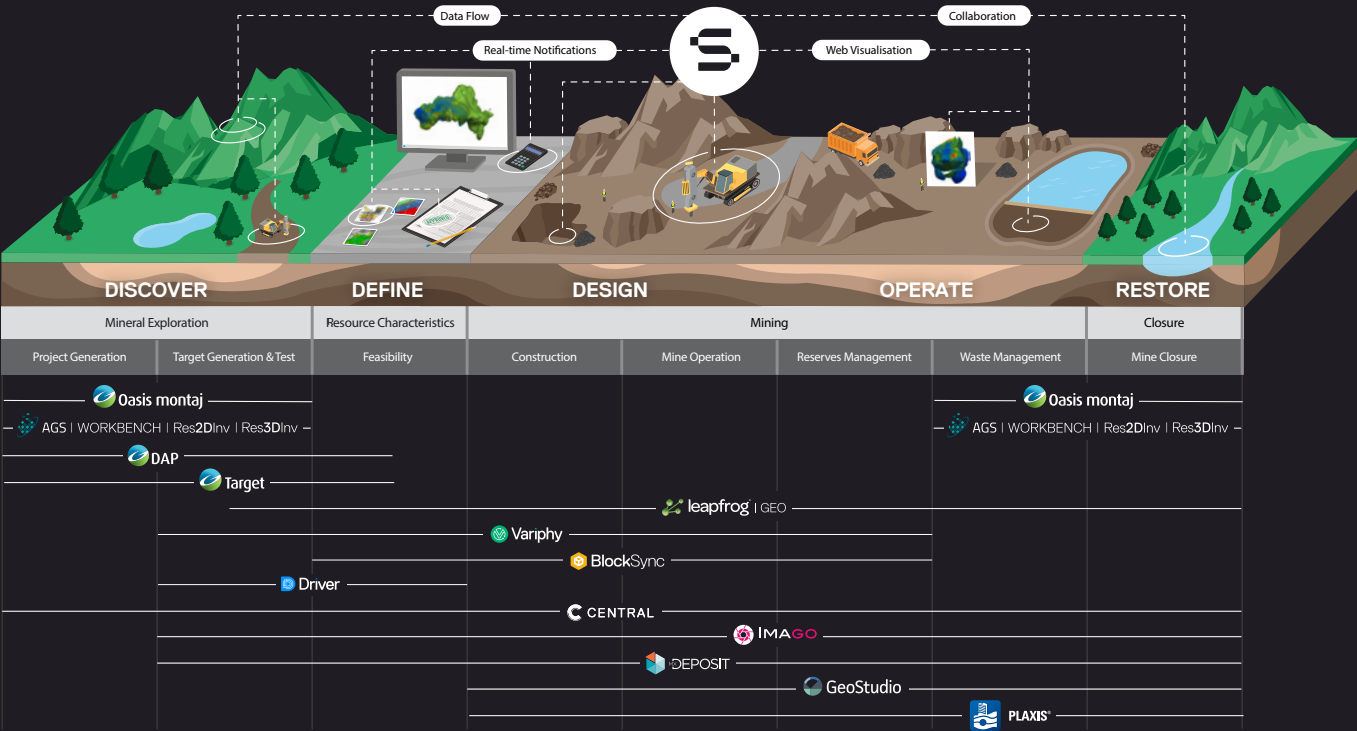 Data Flow
Collaboration
Real-time Notifications
Web Visualisation
DISCOVER
DEFINE
DESIGN
OPERATE
RESTORE
Mineral Exploration
Resource Characteristics
Mining
Closure
Project Generation
Target Generation & Test
Feasibility
Construction
Mine Operation
Reserves Management
Waste Management
Mine Closure
Oasis montaj
Oasis montaj
AGS | WORKBENCH | Res2DInv | Res3DInv
AGS | WORKBENCH | Res2DInv | Res3DInv
DAP
Target
leapfrog | GEO
Variphy
BlockSync
Driver
CENTRAL
IMAGO
DEPOSIT
GeoStudio
PLAXIS®